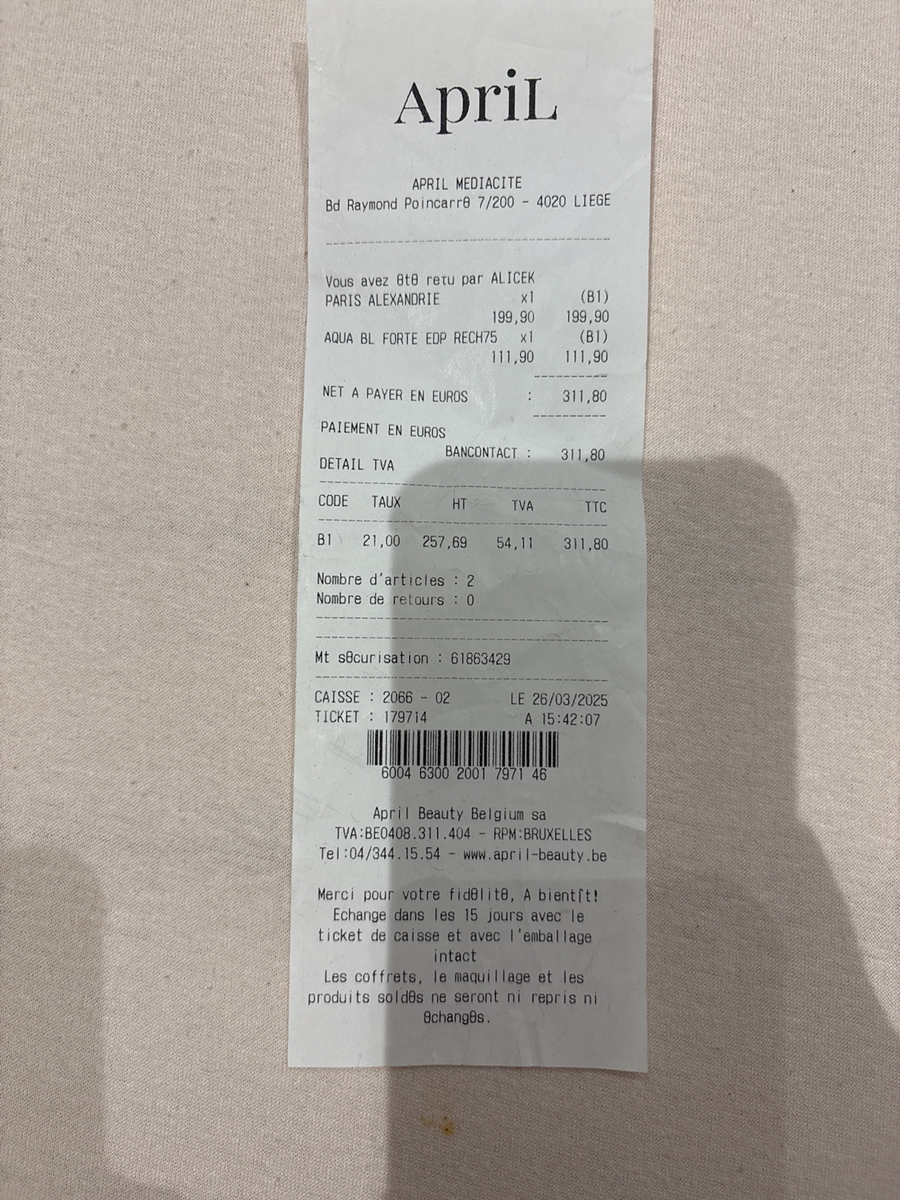 ApriL
APRIL MEDIACITE
Bd Raymond Poincarrθ 7/200 - 4020 LIEGE
Vous avez θtθ reτu par ALICEK
PARIS ALEXANDRIE x1 (B1)
199,90 199,90
AQUA BL FORTE EDP RECH75 x1 (B1)
111,90 111,90
NET A PAYER EN EUROS : 311,80
PAIEMENT EN EUROS
BANCONTACT : 311,80
DETAIL TVA
CODE TAUX HT TVA TTC
B1 21,00 257,69 54,11 311,80
Nombre d'articles : 2
Nombre de retours : 0
Mt sθcurisation : 61863429
CAISSE : 2066 - 02 LE 26/03/2025
TICKET : 179714 A 15:42:07
6004 6300 2001 7971 46
April Beauty Belgium sa
TVA:BE0408.311.404 - RPM:BRUXELLES
Tel:04/344.15.54 - www.april-beauty.be
Merci pour votre fidθlitθ, A bient⌠t!
Echange dans les 15 jours avec le
ticket de caisse et avec l'emballage
intact
Les coffrets, le maquillage et les
produits soldθs ne seront ni repris ni
θchangθs.